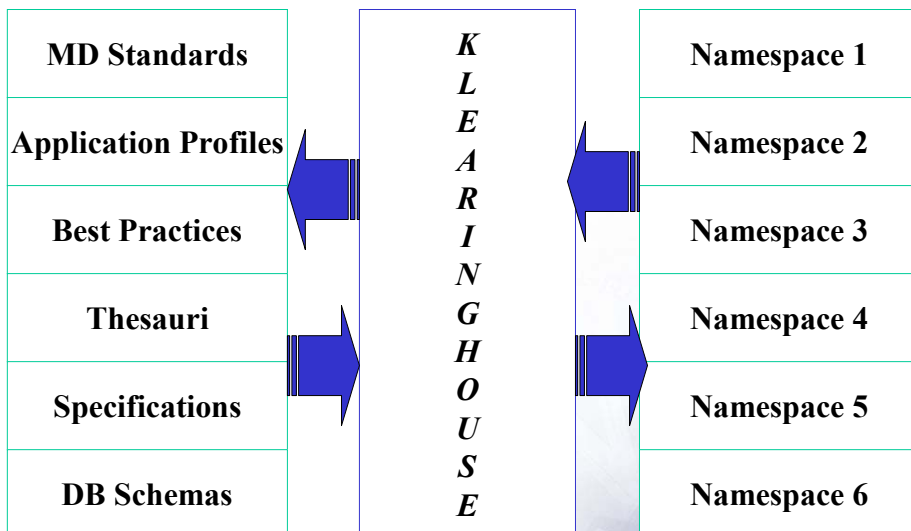 MD Standards
Application Profiles
Best Practices
Thesauri
Specifications
DB Schemas
K
L
E
A
R
I
N
G
H
O
U
S
E
Namespace 1
Namespace 2
Namespace 3
Namespace 4
Namespace 5
Namespace 6